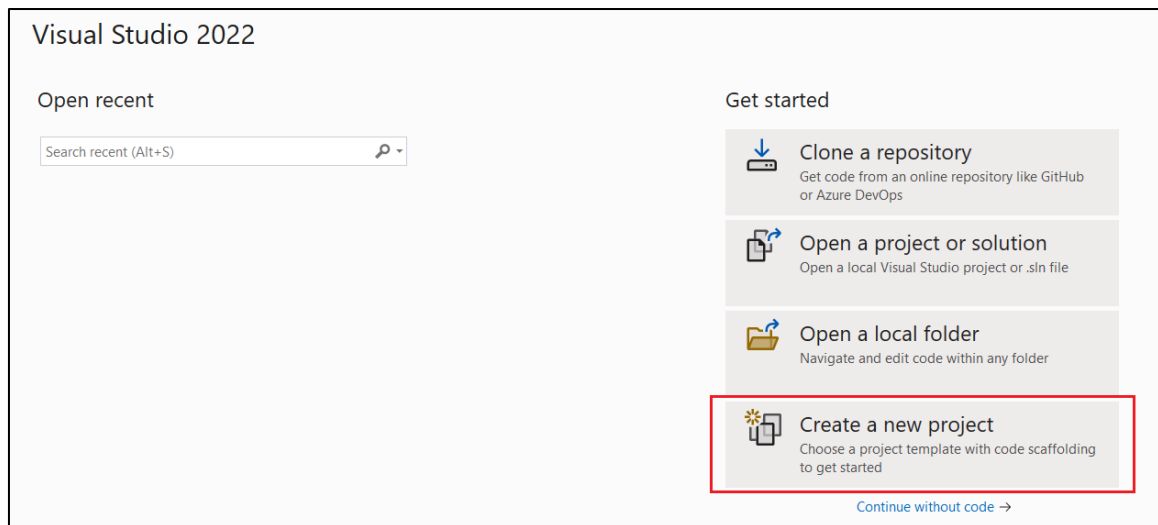 Visual Studio 2022
Open recent
Search recent (Alt+S)
Get started
Clone a repository
Get code from an online repository like GitHub
or Azure DevOps
Open a project or solution
Open a local Visual Studio project or .sln file
Open a local folder
Navigate and edit code within any folder
Create a new project
Choose a project template with code scaffolding
to get started
Continue without code →